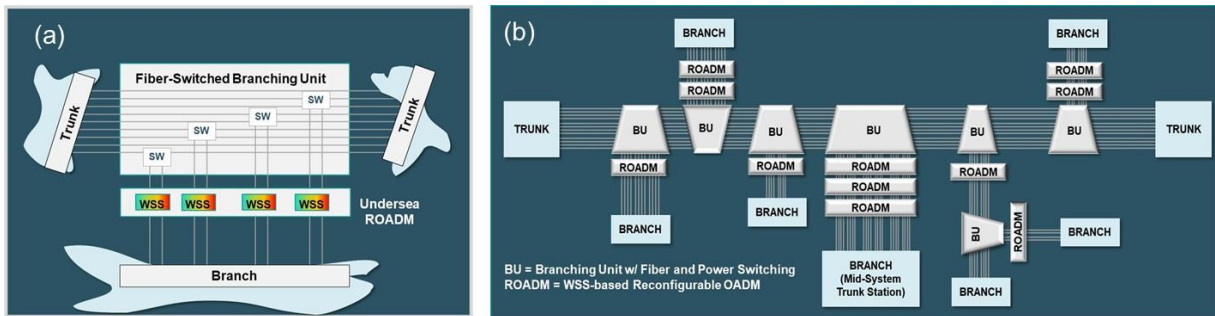 (a)
Fiber-Switched Branching Unit
SW
SW
SW
SW
Trunk
Trunk
WSS
WSS
WSS
WSS
Undersea
ROADM
Branch
(b)
BRANCH
ROADM
ROADM
BRANCH
ROADM
ROADM
TRUNK
BU
BU
BU
BU
BU
BU
TRUNK
ROADM
ROADM
ROADM
ROADM
ROADM
ROADM
BRANCH
BRANCH
BU
ROADM
BRANCH
BRANCH
(Mid-System
Trunk Station)
BRANCH
BU = Branching Unit w/ Fiber and Power Switching
ROADM = WSS-based Reconfigurable OADM